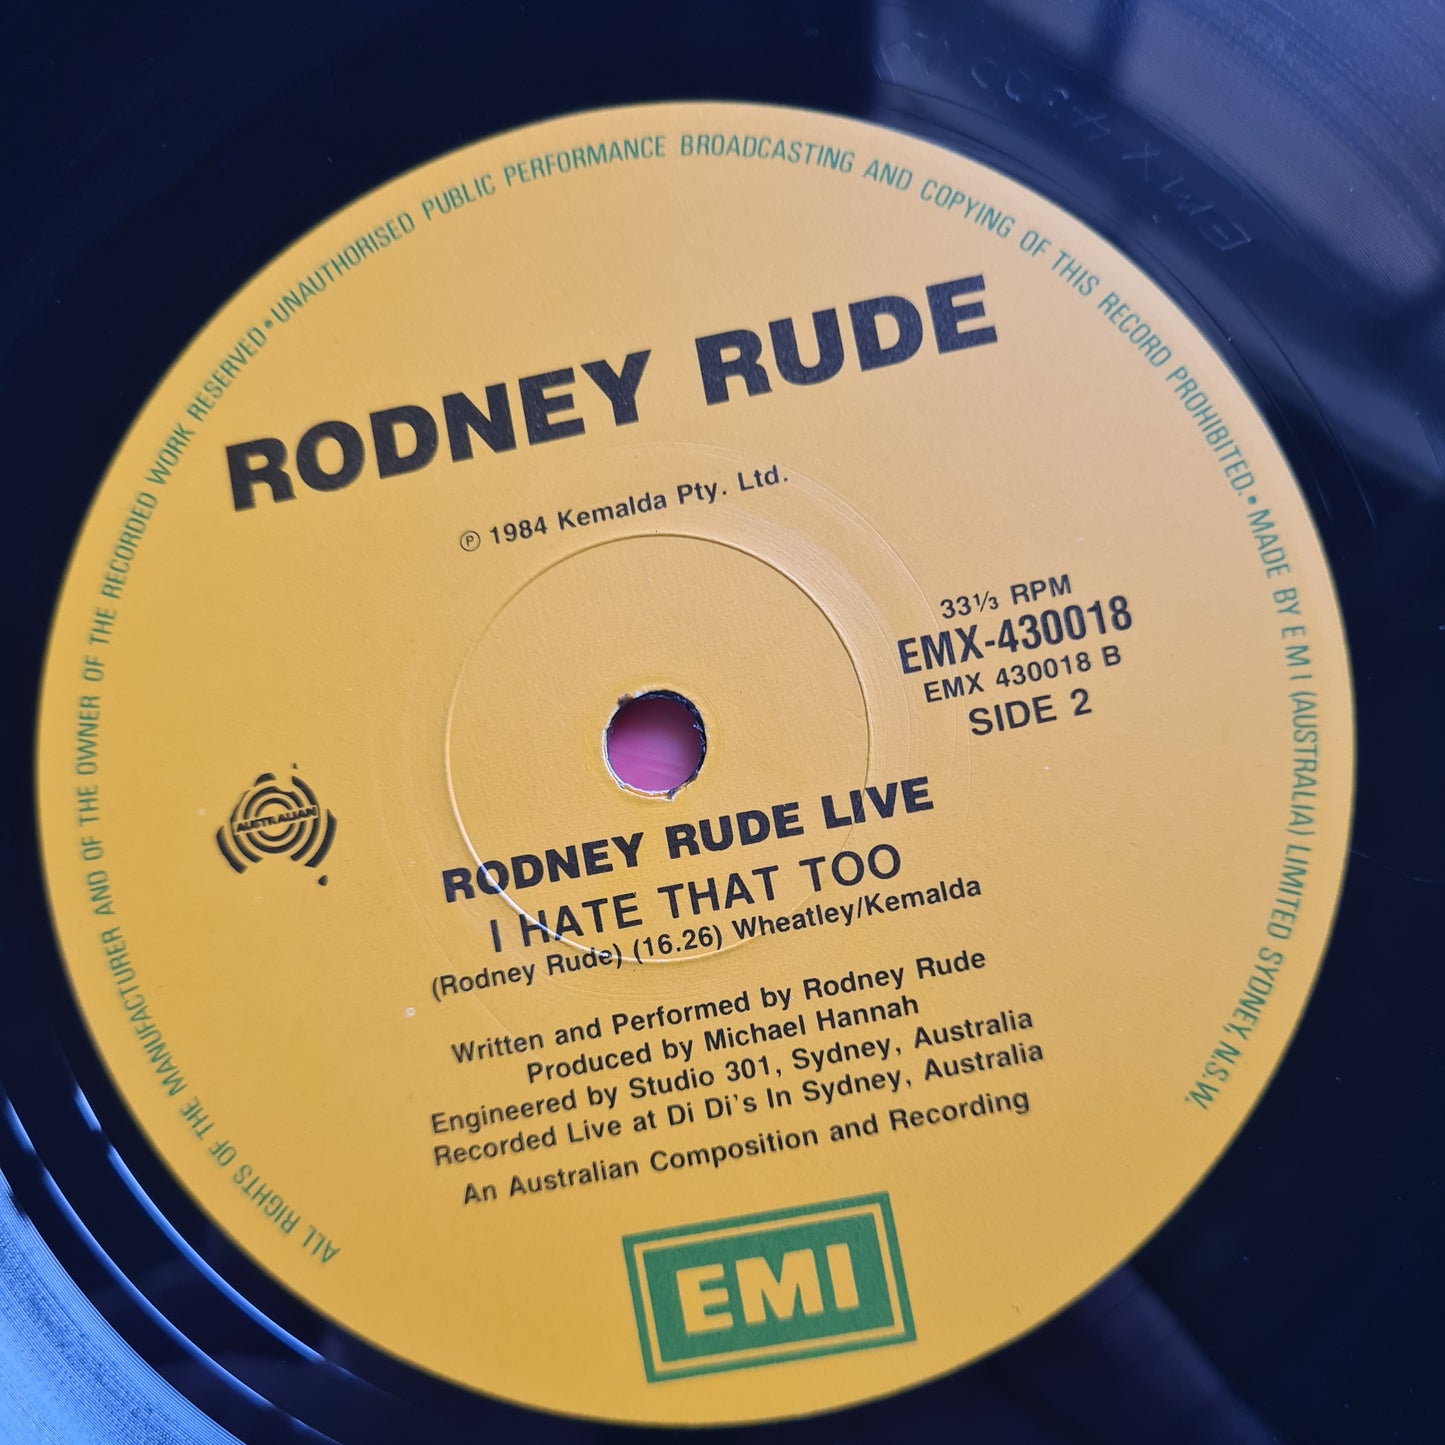 UNAUTHORISED PUBLIC PERFORMANCE BROADCASTING AND COPYING OF THIS RECORD PROHIBITED. • MADE BY E M I (AUSTRALIA) LIMITED SYDNEY, N.S.W.
ALL RIGHTS OF THE MANUFACTURER AND OF THE OWNER OF THE RECORDED WORK RESERVED •
RODNEY RUDE
℗ 1984 Kemalda Pty. Ltd.
33⅓ RPM
EMX-430018
EMX 430018 B
SIDE 2
AUSTRALIAN
RODNEY RUDE LIVE
I HATE THAT TOO
(Rodney Rude) (16.26) Wheatley/Kemalda
Written and Performed by Rodney Rude
Produced by Michael Hannah
Engineered by Studio 301, Sydney, Australia
Recorded Live at Di Di's In Sydney, Australia
An Australian Composition and Recording
EMI